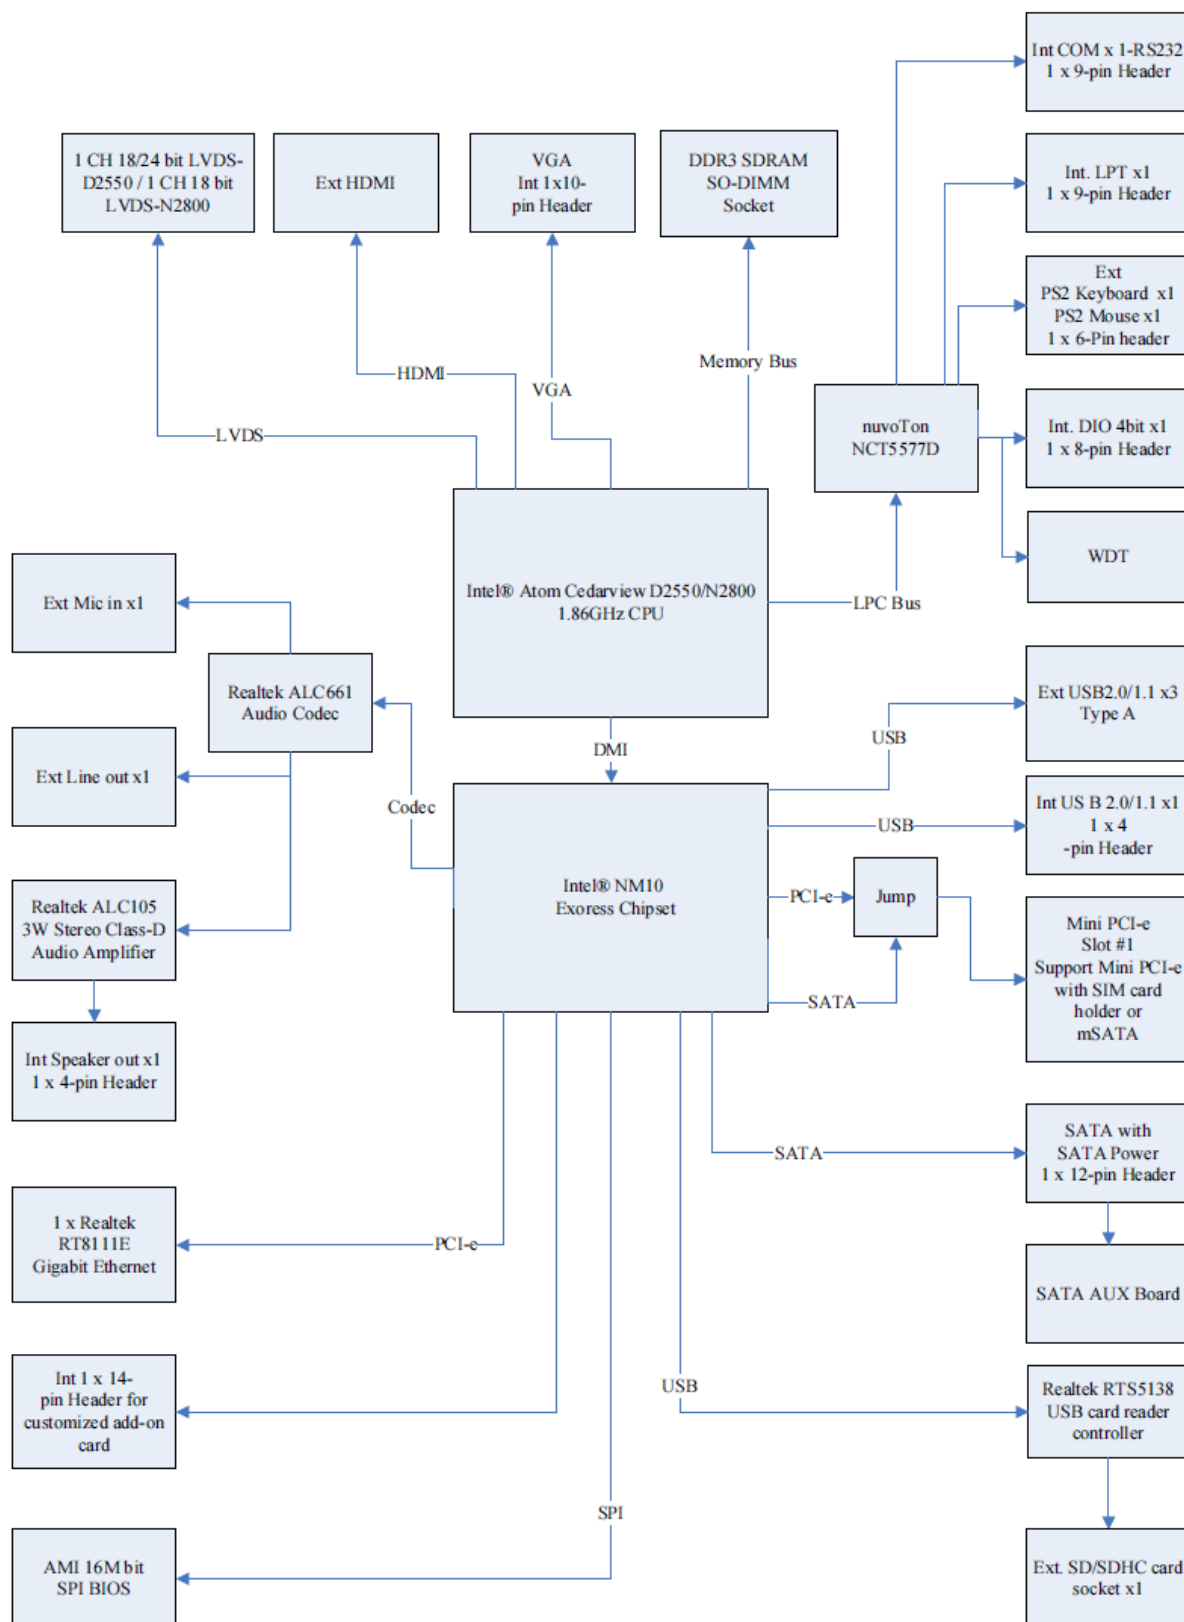 Int COM x 1-RS232
1 x 9-pin Header
1 CH 18/24 bit LVDS-
D2550 / 1 CH 18 bit
LVDS-N2800
Ext HDMI
VGA
Int 1x10-
pin Header
DDR3 SDRAM
SO-DIMM
Socket
Int. LPT x1
1 x 9-pin Header
Ext
PS2 Keyboard x1
PS2 Mouse x1
1 x 6-Pin header
HDMI
VGA
Memory Bus
LVDS
nuvoTon
NCT5577D
Int. DIO 4bit x1
1 x 8-pin Header
WDT
Intel® Atom Cedarview D2550/N2800
1.86GHz CPU
LPC Bus
Ext Mic in x1
Realtek ALC661
Audio Codec
Ext USB2.0/1.1 x3
Type A
USB
DMI
Ext Line out x1
Codec
Int US B 2.0/1.1 x1
1 x 4
-pin Header
USB
Intel® NM10
Exoress Chipset
PCI-e
Jump
Realtek ALC105
3W Stereo Class-D
Audio Amplifier
Mini PCI-e
Slot #1
Support Mini PCI-e
with SIM card
holder or
mSATA
SATA
Int Speaker out x1
1 x 4-pin Header
SATA
SATA with
SATA Power
1 x 12-pin Header
1 x Realtek
RT8111E
Gigabit Ethernet
PCI-e
SATA AUX Board
Int 1 x 14-
pin Header for
customized add-on
card
USB
Realtek RTS5138
USB card reader
controller
SPI
AMI 16M bit
SPI BIOS
Ext. SD/SDHC card
socket x1